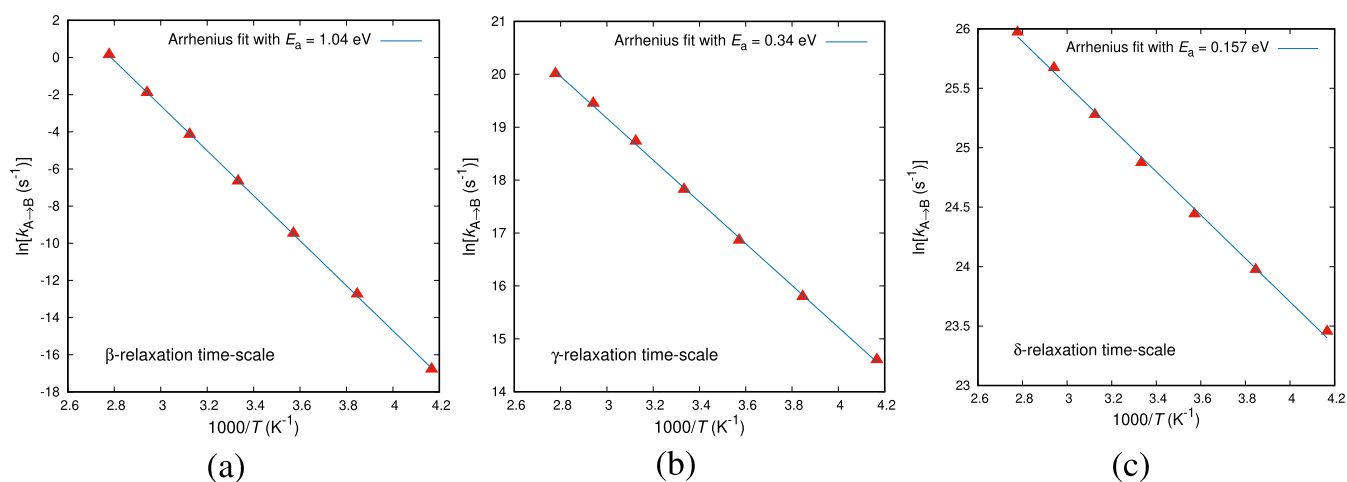 2
0
-2
-4
-6
-8
-10
-12
-14
-16
-18
2.6 2.8 3 3.2 3.4 3.6 3.8 4 4.2
ln[k_A→B (s⁻¹)]
1000/T (K⁻¹)
Arrhenius fit with Eₐ = 1.04 eV
β-relaxation time-scale
(a)
21
20
19
18
17
16
15
14
2.6 2.8 3 3.2 3.4 3.6 3.8 4 4.2
ln[k_A→B (s⁻¹)]
1000/T (K⁻¹)
Arrhenius fit with Eₐ = 0.34 eV
γ-relaxation time-scale
(b)
26
25.5
25
24.5
24
23.5
23
2.6 2.8 3 3.2 3.4 3.6 3.8 4 4.2
ln[k_A→B (s⁻¹)]
1000/T (K⁻¹)
Arrhenius fit with Eₐ = 0.157 eV
δ-relaxation time-scale
(c)